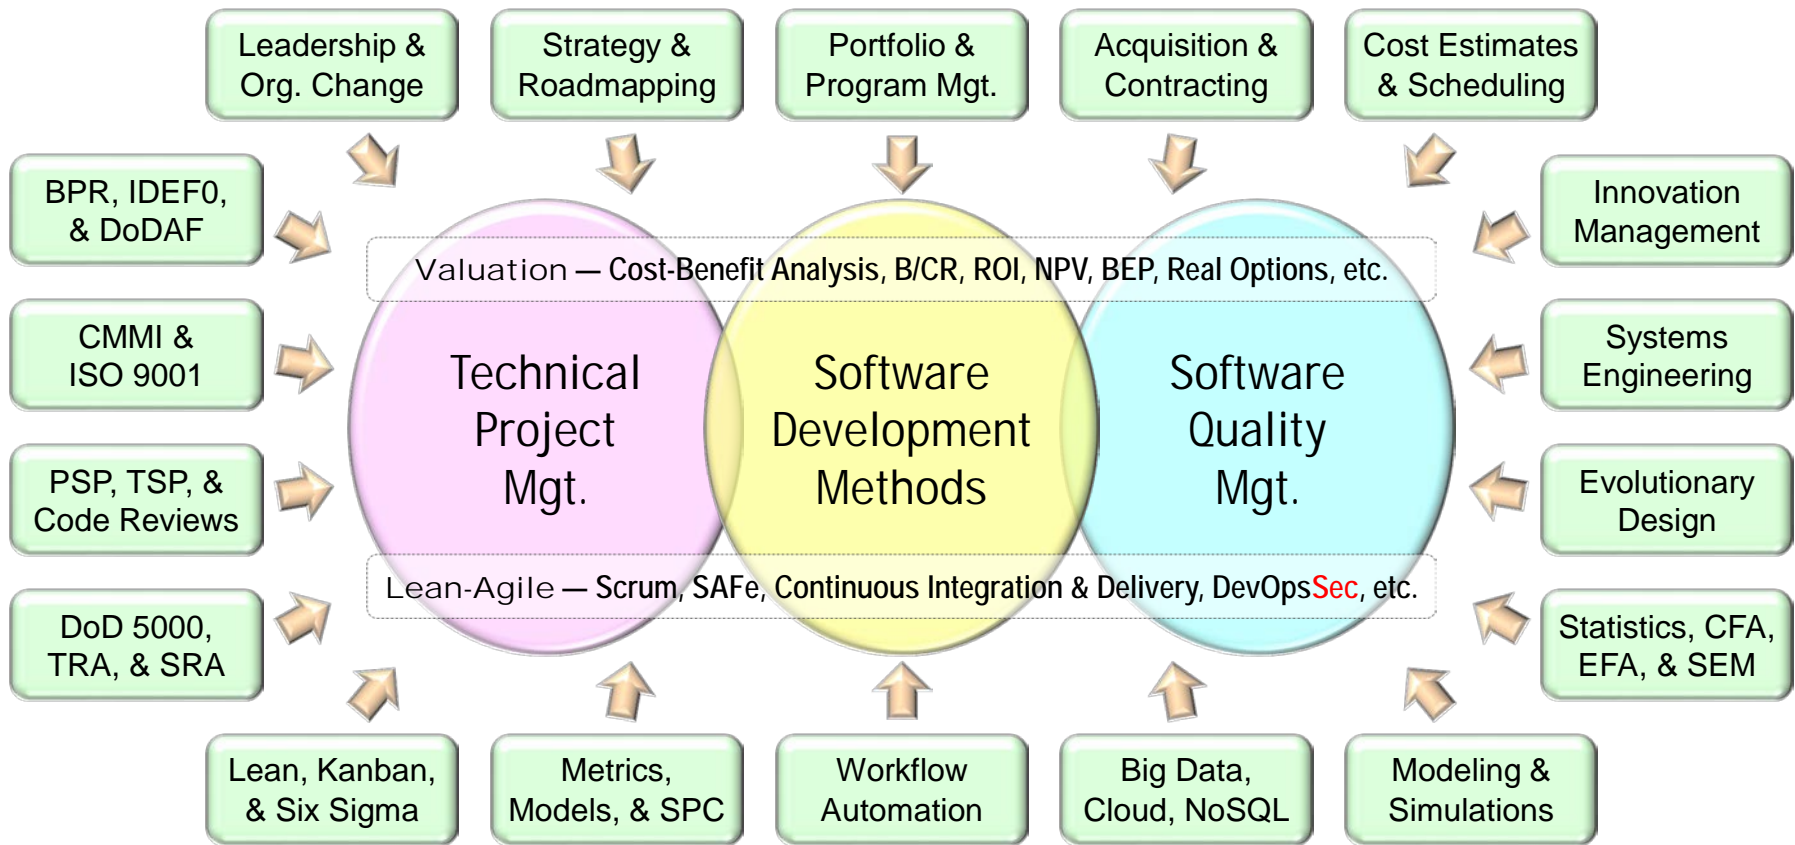 Leadership &
Org. Change
Strategy &
Roadmapping
Portfolio &
Program Mgt.
Acquisition &
Contracting
Cost Estimates
& Scheduling
BPR, IDEF0,
& DoDAF
Innovation
Management
Valuation — Cost-Benefit Analysis, B/CR, ROI, NPV, BEP, Real Options, etc.
CMMI &
ISO 9001
Systems
Engineering
Technical
Project
Mgt.
Software
Development
Methods
Software
Quality
Mgt.
PSP, TSP, &
Code Reviews
Evolutionary
Design
Lean-Agile — Scrum, SAFe, Continuous Integration & Delivery, DevOpsSec, etc.
DoD 5000,
TRA, & SRA
Statistics, CFA,
EFA, & SEM
Lean, Kanban,
& Six Sigma
Metrics,
Models, & SPC
Workflow
Automation
Big Data,
Cloud, NoSQL
Modeling &
Simulations